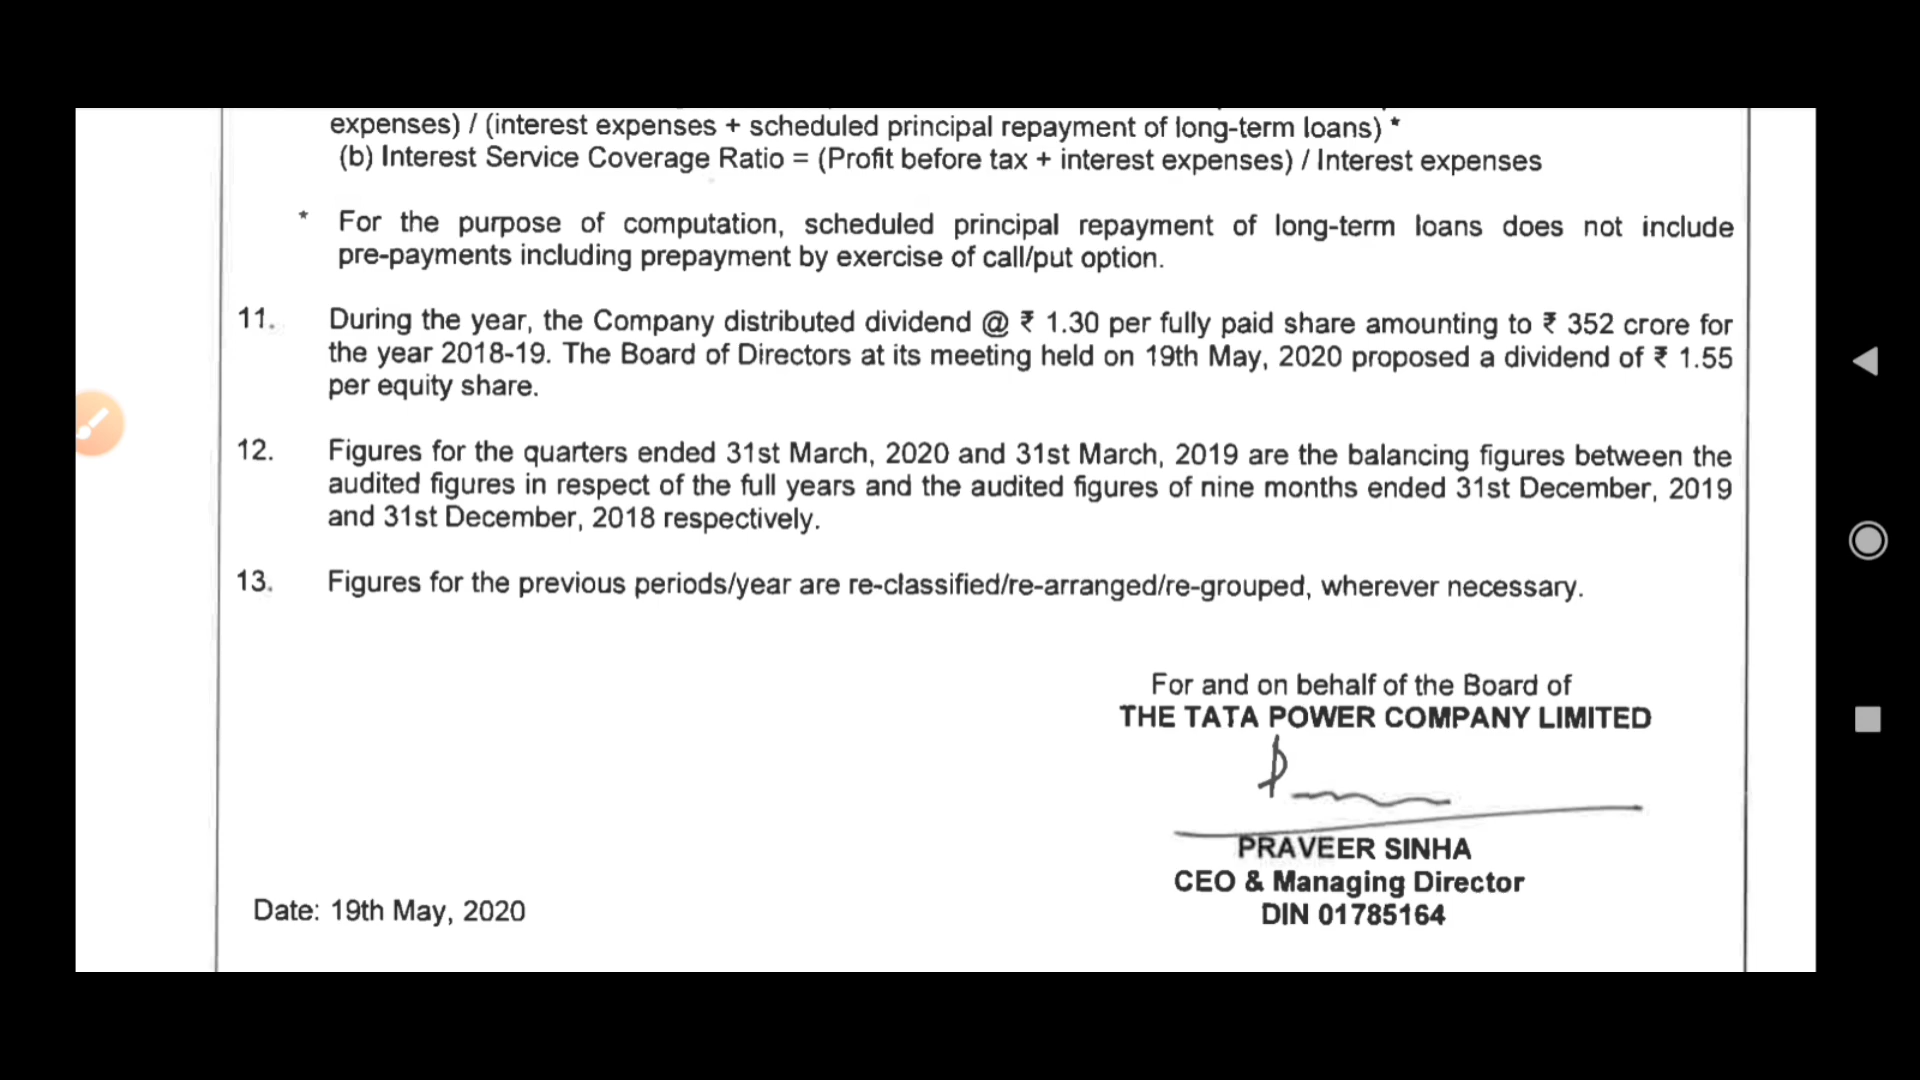 expenses) / (interest expenses + scheduled principal repayment of long-term loans) *
(b) Interest Service Coverage Ratio = (Profit before tax + interest expenses) / Interest expenses
* For the purpose of computation, scheduled principal repayment of long-term loans does not include
pre-payments including prepayment by exercise of call/put option.
11. During the year, the Company distributed dividend @ ₹ 1.30 per fully paid share amounting to ₹ 352 crore for
the year 2018-19. The Board of Directors at its meeting held on 19th May, 2020 proposed a dividend of ₹ 1.55
per equity share.
12. Figures for the quarters ended 31st March, 2020 and 31st March, 2019 are the balancing figures between the
audited figures in respect of the full years and the audited figures of nine months ended 31st December, 2019
and 31st December, 2018 respectively.
13. Figures for the previous periods/year are re-classified/re-arranged/re-grouped, wherever necessary.
For and on behalf of the Board of
THE TATA POWER COMPANY LIMITED
PRAVEER SINHA
CEO & Managing Director
DIN 01785164
Date: 19th May, 2020